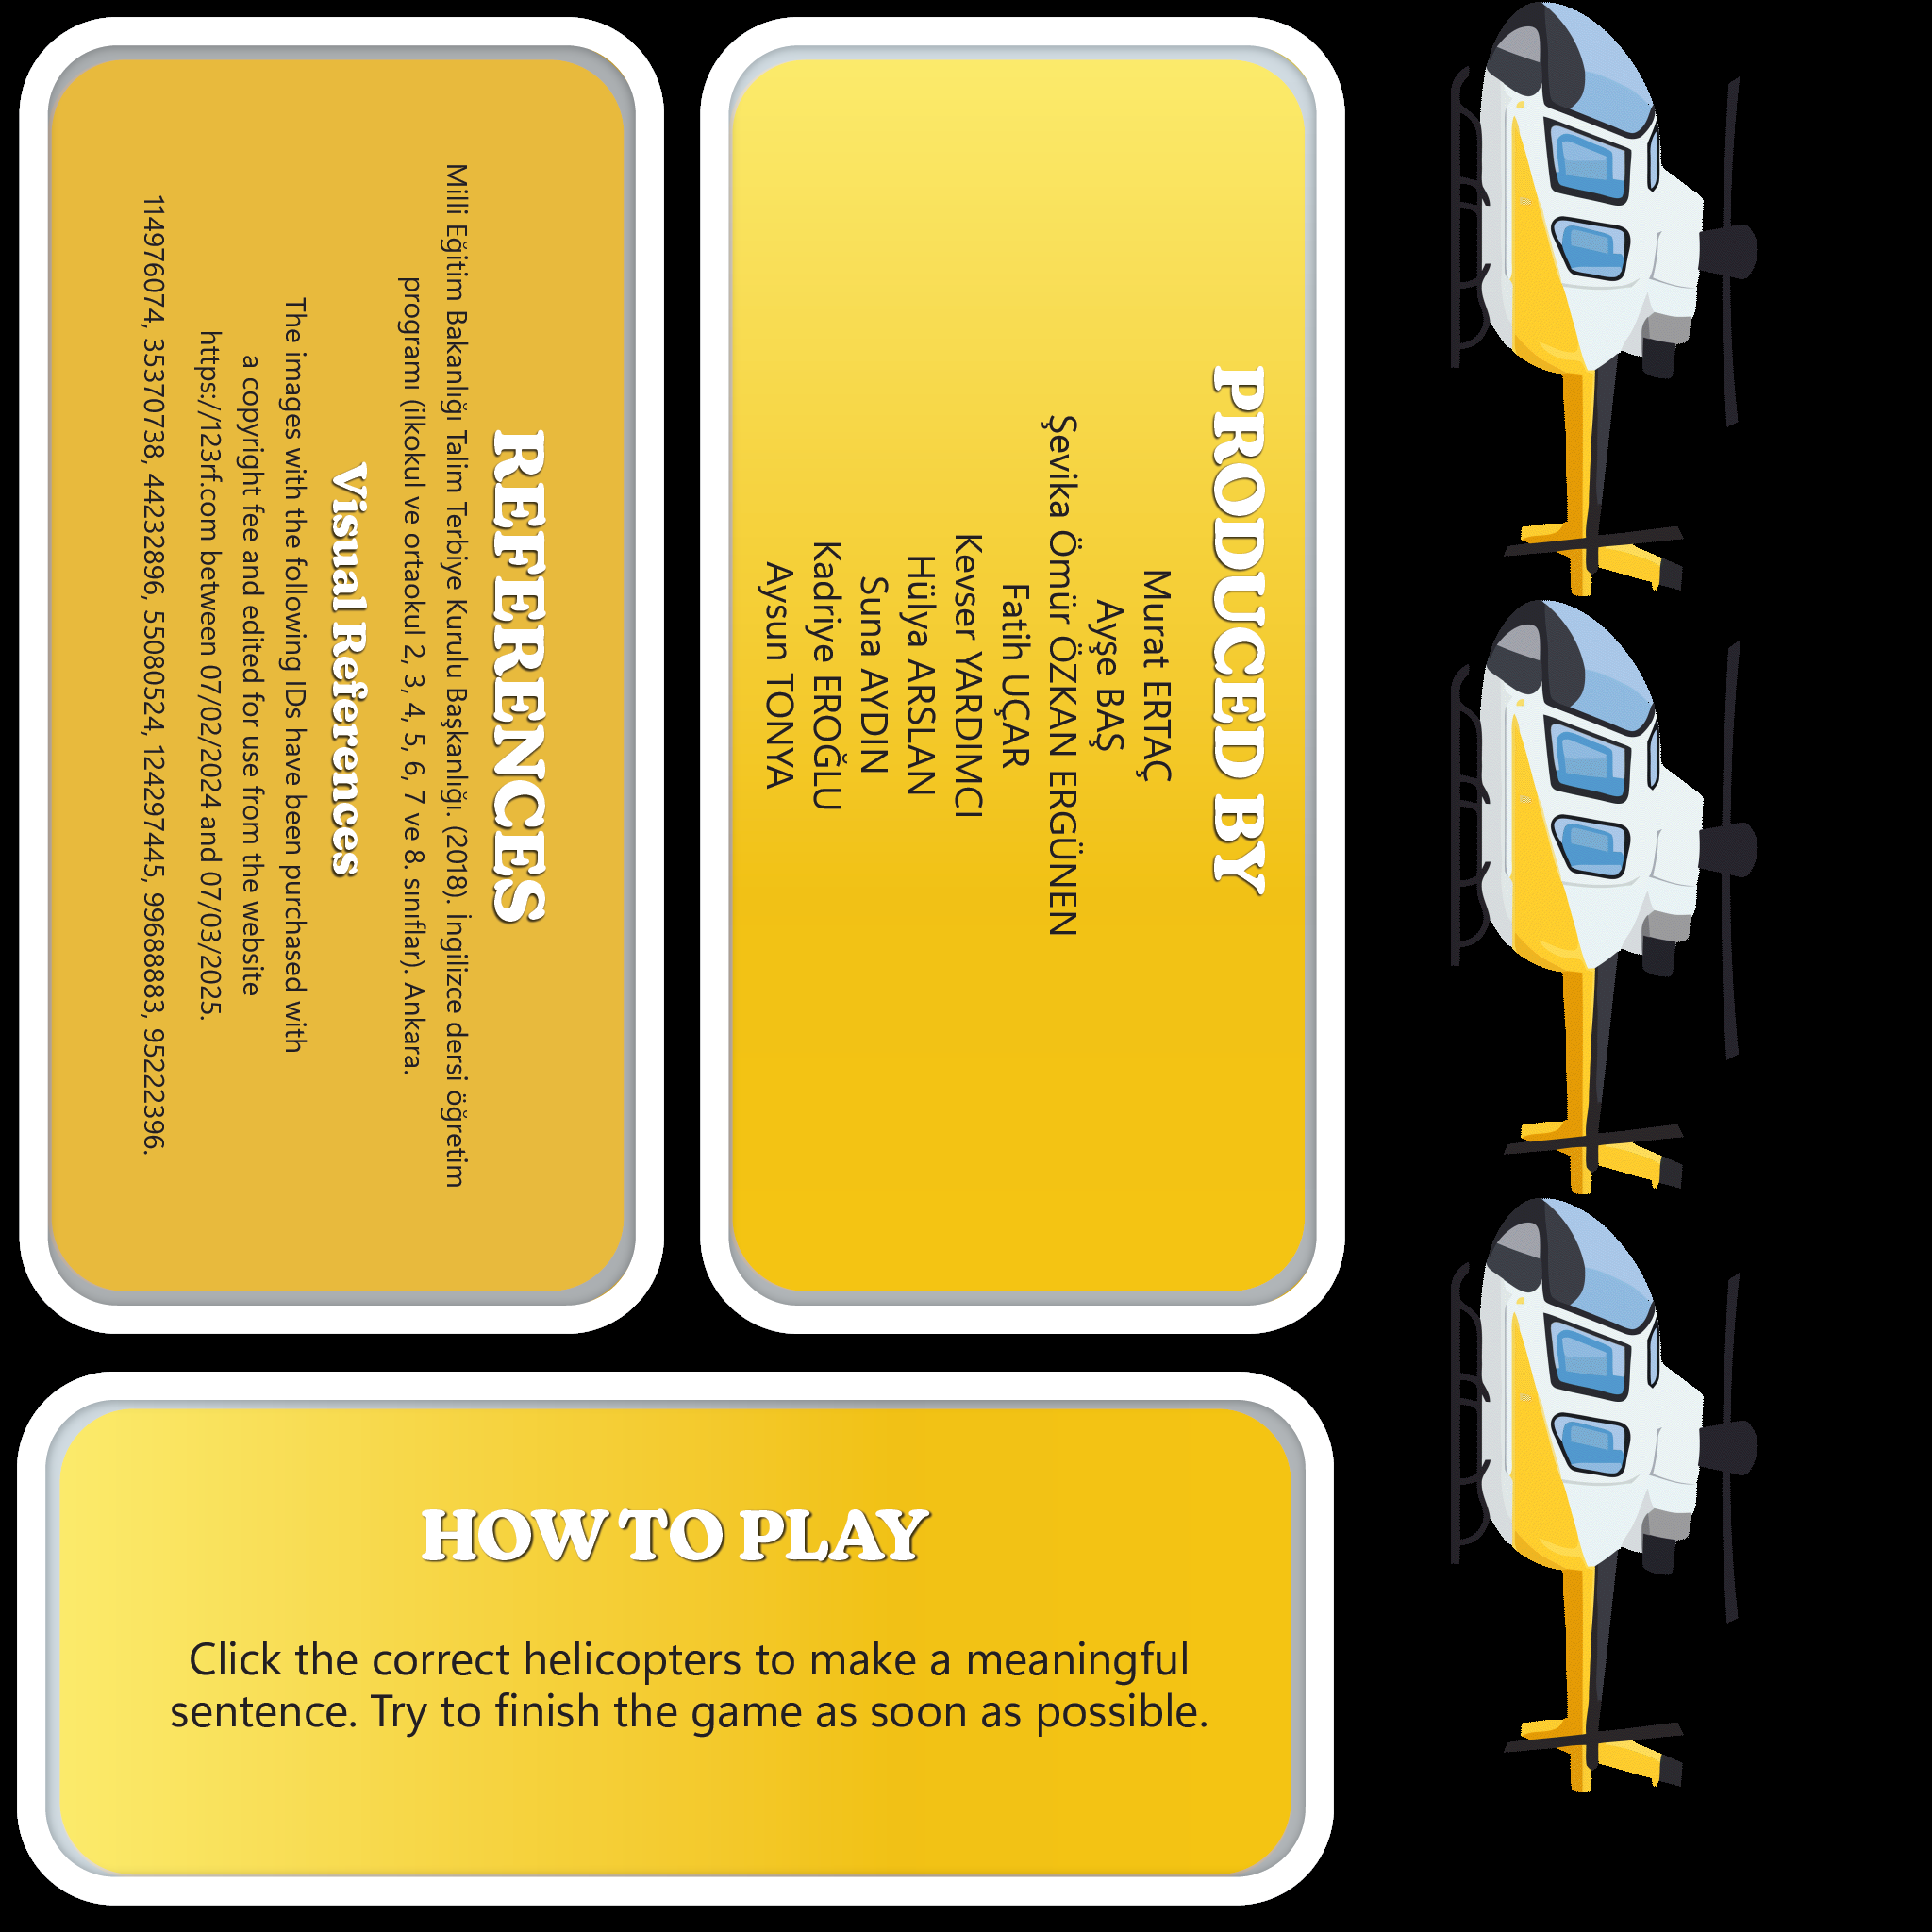 REFERENCES
Milli Eğitim Bakanlığı Talim Terbiye Kurulu Başkanlığı. (2018). İngilizce dersi öğretim
programı (ilkokul ve ortaokul 2, 3, 4, 5, 6, 7 ve 8. sınıflar). Ankara.
Visual References
The images with the following IDs have been purchased with
a copyright fee and edited for use from the website
https://123rf.com between 07/02/2024 and 07/03/2025.
114976074, 35370738, 44232896, 55080524, 124297445, 99688883, 95222396.
PRODUCED BY
Murat ERTAÇ
Ayşe BAŞ
Şevika Ömür ÖZKAN ERGÜNEN
Fatih UÇAR
Kevser YARDIMCI
Hülya ARSLAN
Suna AYDIN
Kadriye EROĞLU
Aysun TONYA
HOW TO PLAY
Click the correct helicopters to make a meaningful
sentence. Try to finish the game as soon as possible.